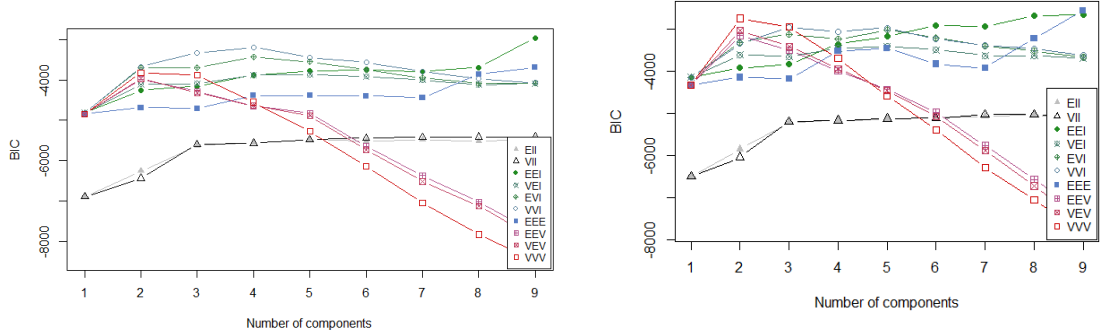 BIC
-4000
-6000
-8000
EII
VII
EEI
VEI
EVI
VVI
EEE
EEV
VEV
VVV
1 2 3 4 5 6 7 8 9
Number of components
BIC
-4000
-6000
-8000
EII
VII
EEI
VEI
EVI
VVI
EEE
EEV
VEV
VVV
1 2 3 4 5 6 7 8 9
Number of components